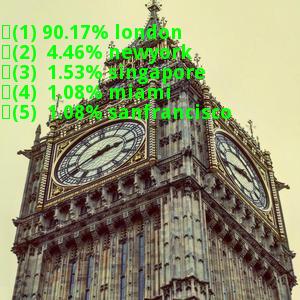 (1) 90.17% london
(2) 4.46% newyork
(3) 1.53% singapore
(4) 1.08% miami
(5) 1.08% sanfrancisco